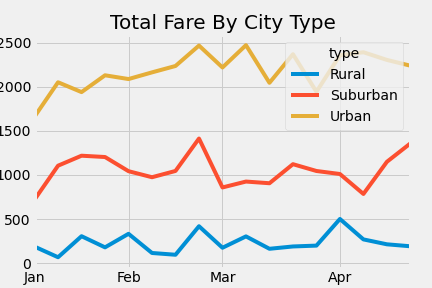 Total Fare By City Type
2500
2000
1500
1000
500
0
Jan Feb Mar Apr
type
Rural
Suburban
Urban